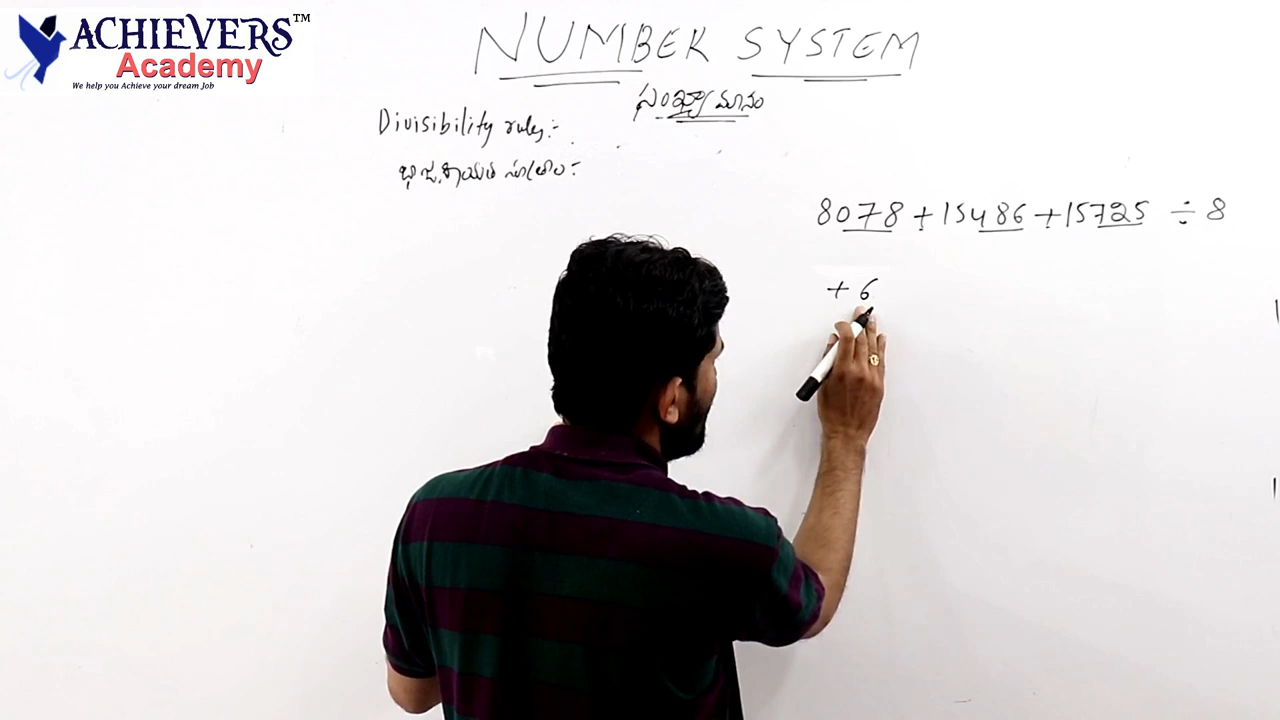 ACHIEVERS™
Academy
We help you Achieve your dream Job
NUMBER SYSTEM
సంఖ్యా మానం
Divisibility rules:-
8078 + 15486 + 15725 ÷ 8
+ 6